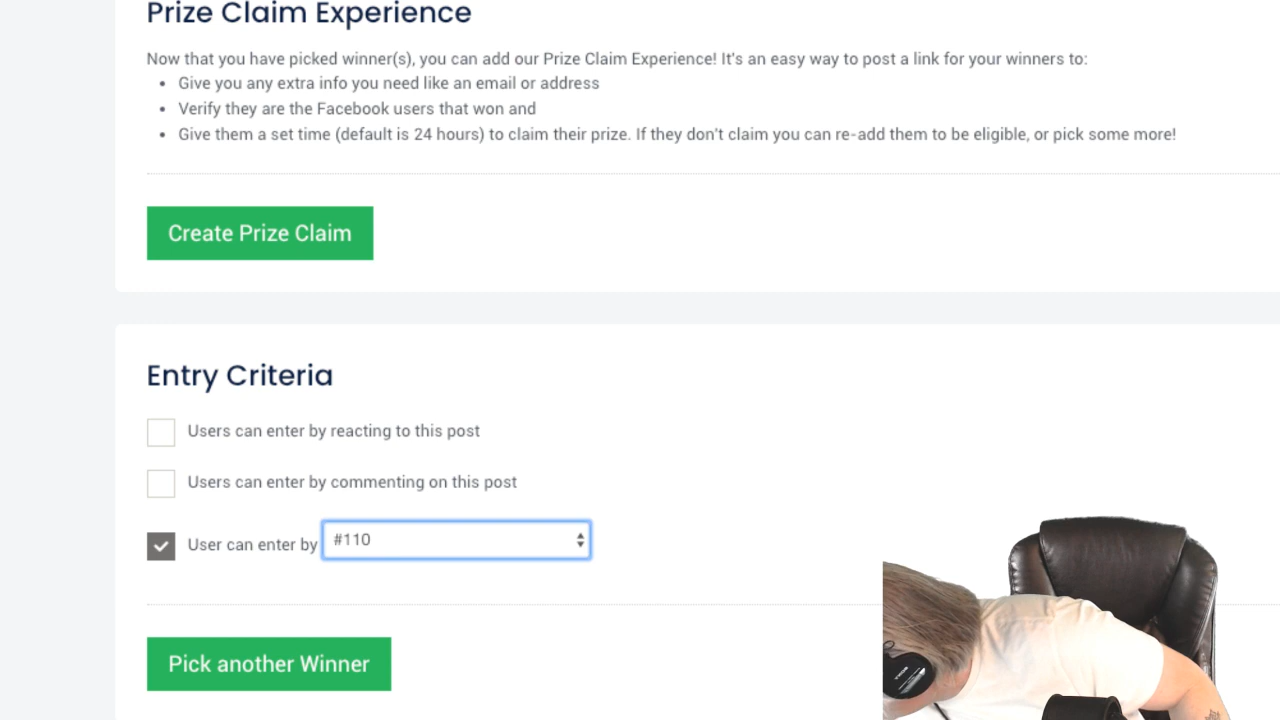 Prize Claim Experience
Now that you have picked winner(s), you can add our Prize Claim Experience! It's an easy way to post a link for your winners to:
• Give you any extra info you need like an email or address
• Verify they are the Facebook users that won and
• Give them a set time (default is 24 hours) to claim their prize. If they don't claim you can re-add them to be eligible, or pick some more!
Create Prize Claim
Entry Criteria
Users can enter by reacting to this post
Users can enter by commenting on this post
User can enter by #110
Pick another Winner